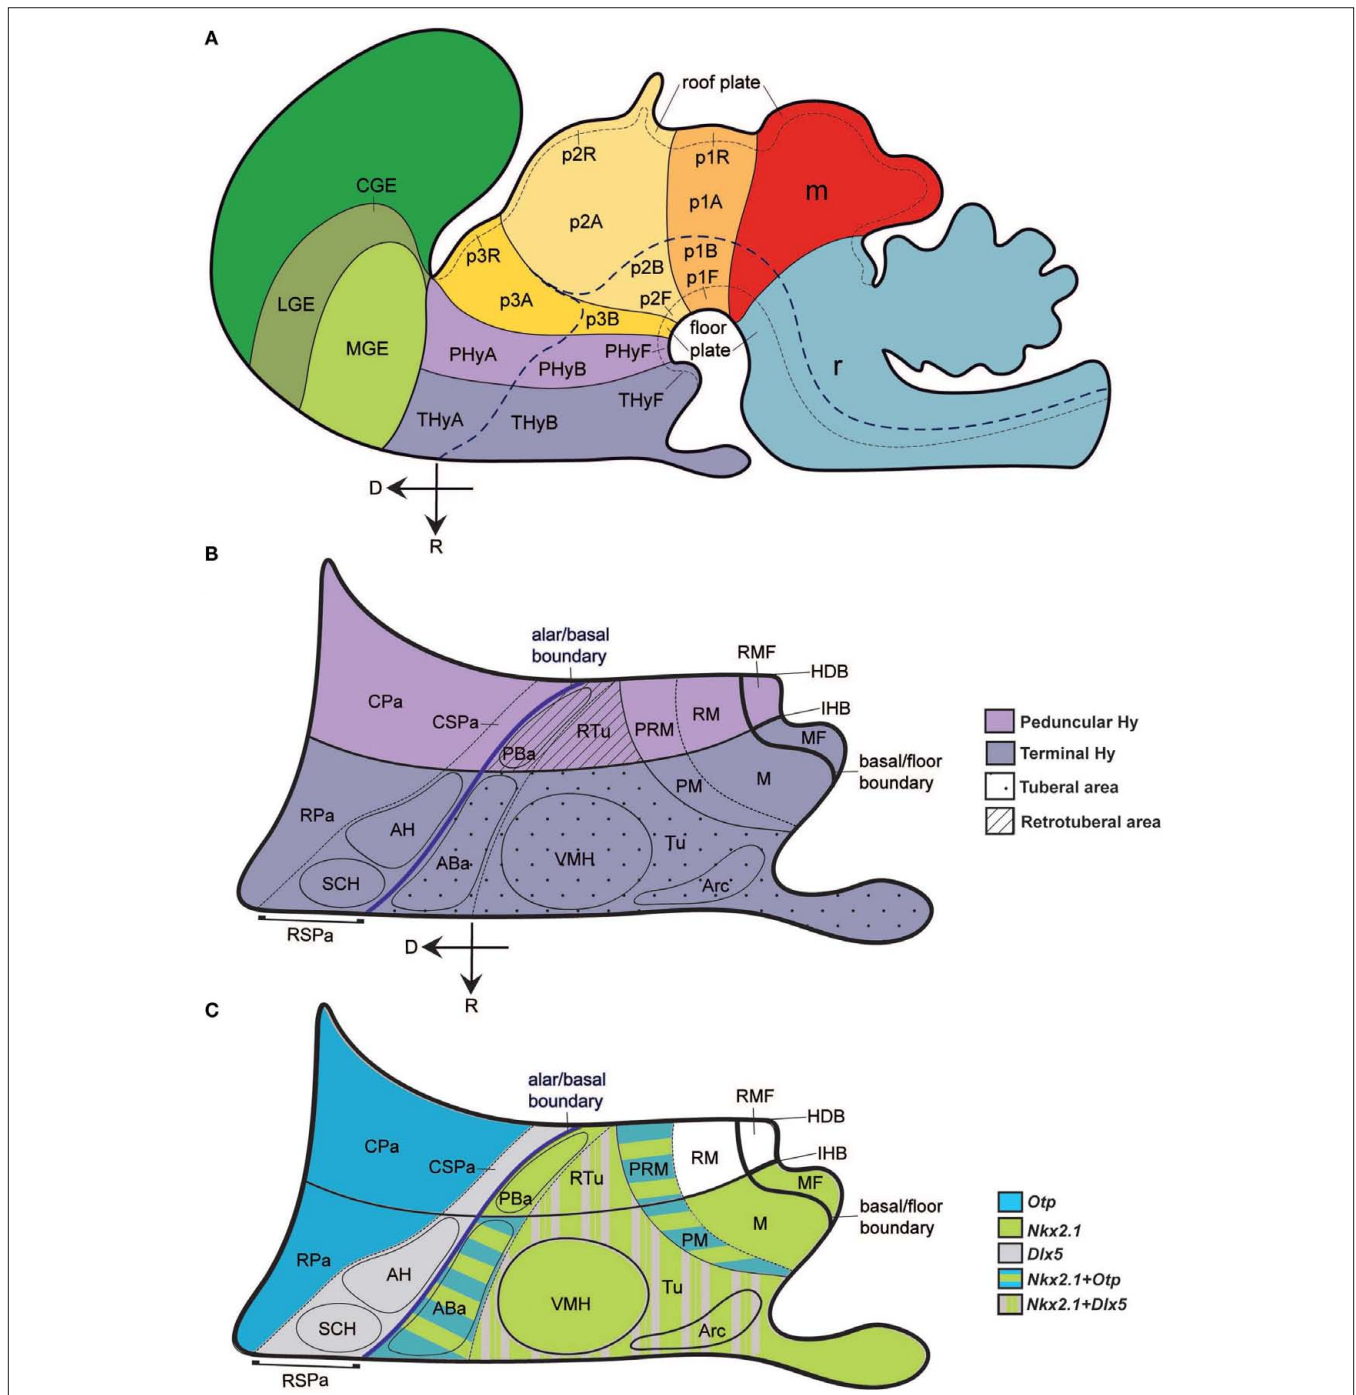 A
roof plate
p2R
p1R
CGE
m
p2A
p1A
p3R
p1B
p2B
p1F
LGE
p3A
p2F
p3B
floor
plate
MGE
PHyA
PHyB
PHyF
r
THyF
THyA
THyB
D
R
B
alar/basal
boundary
RMF
HDB
CPa
CSPa
RM
IHB
RTu
PRM
MF
PBa
basal/floor
boundary
PM
M
RPa
AH
Tu
ABa
VMH
SCH
Arc
RSPa
D
R
Peduncular Hy
Terminal Hy
Tuberal area
Retrotuberal area
C
alar/basal
boundary
RMF
HDB
CPa
CSPa
RM
IHB
PRM
RTu
MF
PBa
basal/floor
boundary
M
PM
RPa
AH
Tu
ABa
VMH
SCH
Arc
RSPa
Otp
Nkx2.1
Dlx5
Nkx2.1+Otp
Nkx2.1+Dlx5